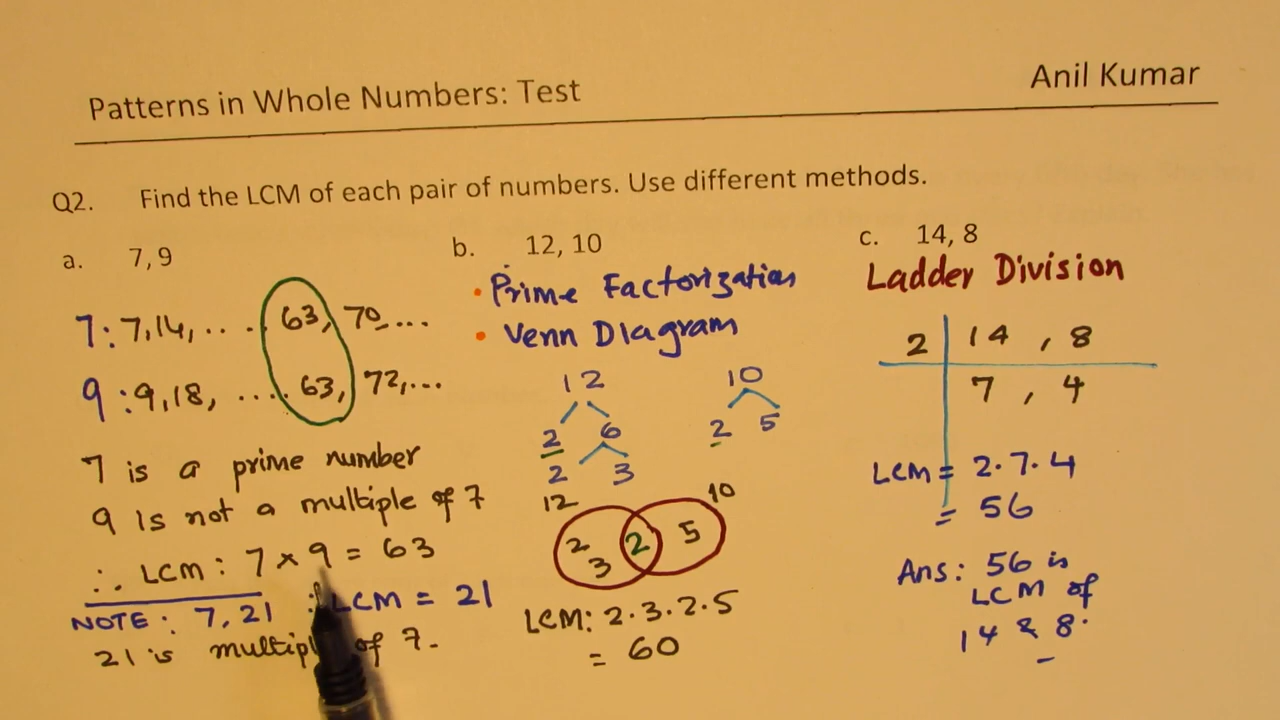 Patterns in Whole Numbers: Test
Anil Kumar
Q2. Find the LCM of each pair of numbers. Use different methods.
a. 7, 9
7: 7, 14, ..... 63, 70, ....
9 : 9, 18, .... 63, 72, ...
7 is a prime number
9 is not a multiple of 7
∴ LCM: 7 × 9 = 63
NOTE: 7, 21 : LCM = 21
21 is multiple of 7.
b. 12, 10
• Prime Factorization
• Venn Diagram
12
2 6
2 3
10
2 5
12 10
2 3 2 5
LCM: 2.3.2.5
= 60
c. 14, 8
Ladder Division
2 14 , 8
7 , 4
LCM = 2.7.4
= 56
Ans: 56 is
LCM of
14 & 8.